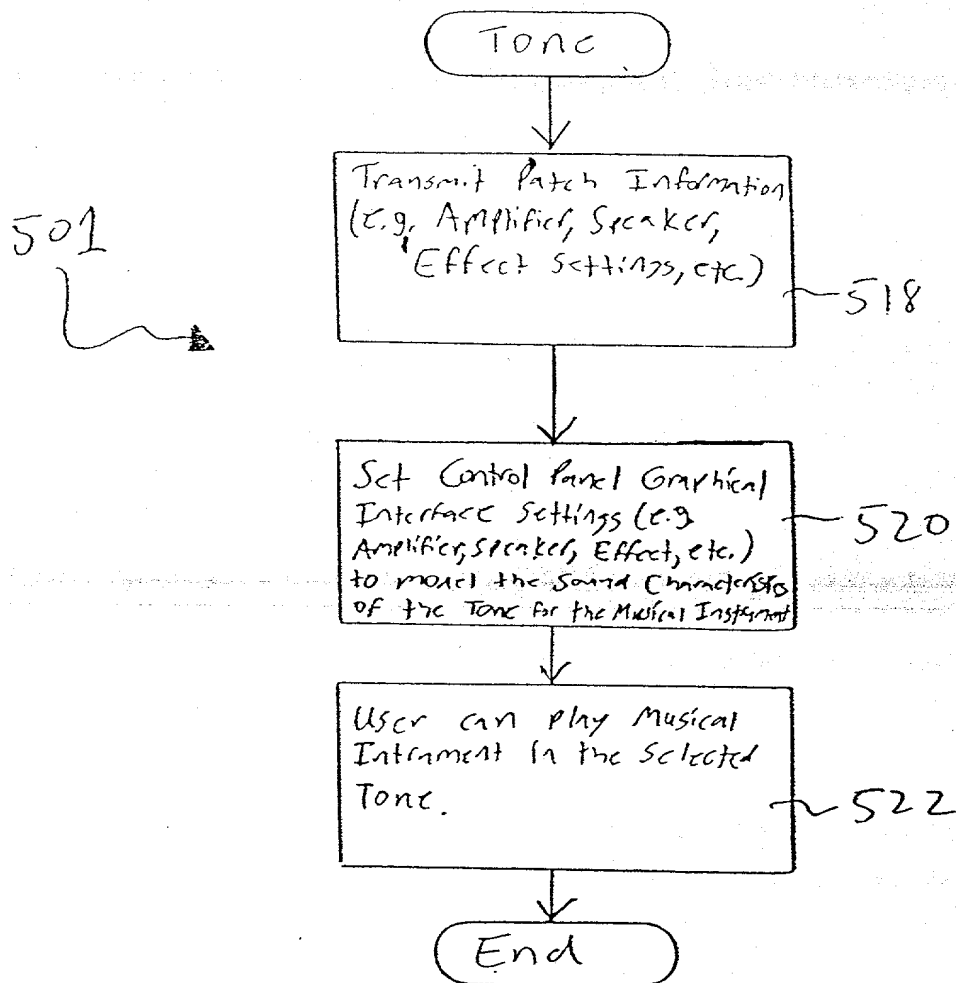 Tone
Transmit Patch Information
(e.g. Amplifier, Speaker,
Effect Settings, etc.)
518
501
Set Control Panel Graphical
Interface Settings (e.g.
Amplifier, Speaker, Effect, etc.)
to model the Sound Characteristics
of the Tone for the Musical Instrument
520
User can play Musical
Intrument in the Selected
Tone.
522
End